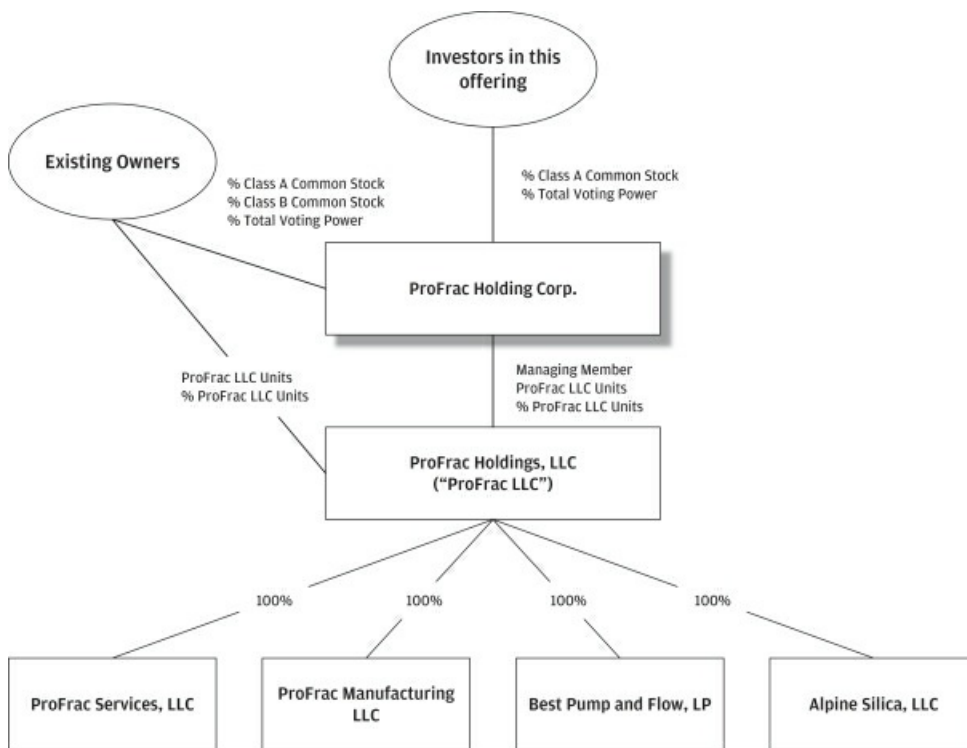 Investors in this
offering
Existing Owners
% Class A Common Stock
% Class B Common Stock
% Total Voting Power
% Class A Common Stock
% Total Voting Power
ProFrac Holding Corp.
ProFrac LLC Units
% ProFrac LLC Units
Managing Member
ProFrac LLC Units
% ProFrac LLC Units
ProFrac Holdings, LLC
(“ProFrac LLC”)
100%
100%
100%
100%
ProFrac Services, LLC
ProFrac Manufacturing
LLC
Best Pump and Flow, LP
Alpine Silica, LLC